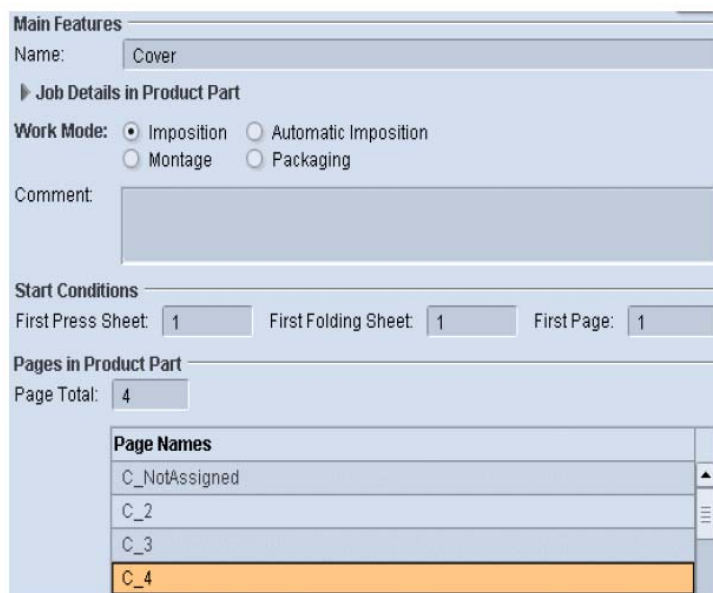 Main Features
Name: Cover
Job Details in Product Part
Work Mode: Imposition Automatic Imposition
Montage Packaging
Comment:
Start Conditions
First Press Sheet: 1 First Folding Sheet: 1 First Page: 1
Pages in Product Part
Page Total: 4
Page Names
C_NotAssigned
C_2
C_3
C_4